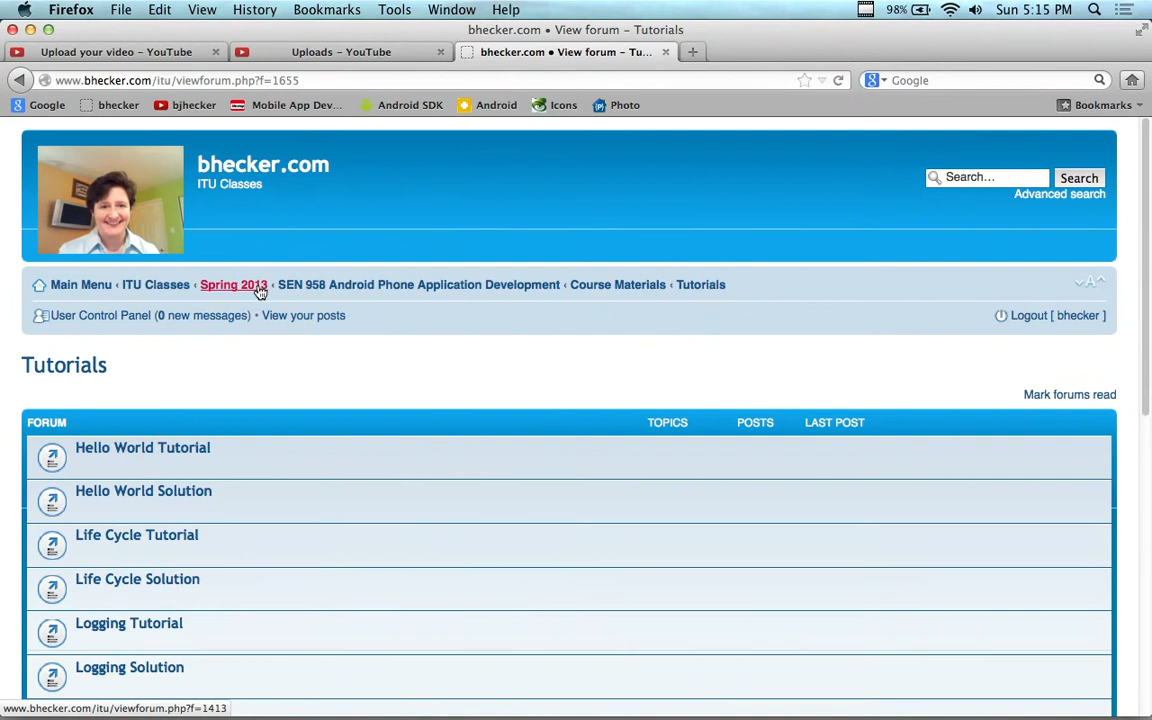 Firefox File Edit View History Bookmarks Tools Window Help 98% Sun 5:15 PM
bhecker.com • View forum – Tutorials
Upload your video – YouTube × Uploads – YouTube × bhecker.com • View forum – Tu... × +
www.bhecker.com/itu/viewforum.php?f=1655 Google
Google bhecker bjhecker Mobile App Dev... Android SDK Android Icons Photo Bookmarks
bhecker.com
ITU Classes
Search... Search
Advanced search
Main Menu ‹ ITU Classes ‹ Spring 2013 ‹ SEN 958 Android Phone Application Development ‹ Course Materials ‹ Tutorials
User Control Panel (0 new messages) • View your posts Logout [ bhecker ]
Tutorials
Mark forums read
FORUM TOPICS POSTS LAST POST
Hello World Tutorial
Hello World Solution
Life Cycle Tutorial
Life Cycle Solution
Logging Tutorial
Logging Solution
www.bhecker.com/itu/viewforum.php?f=1413